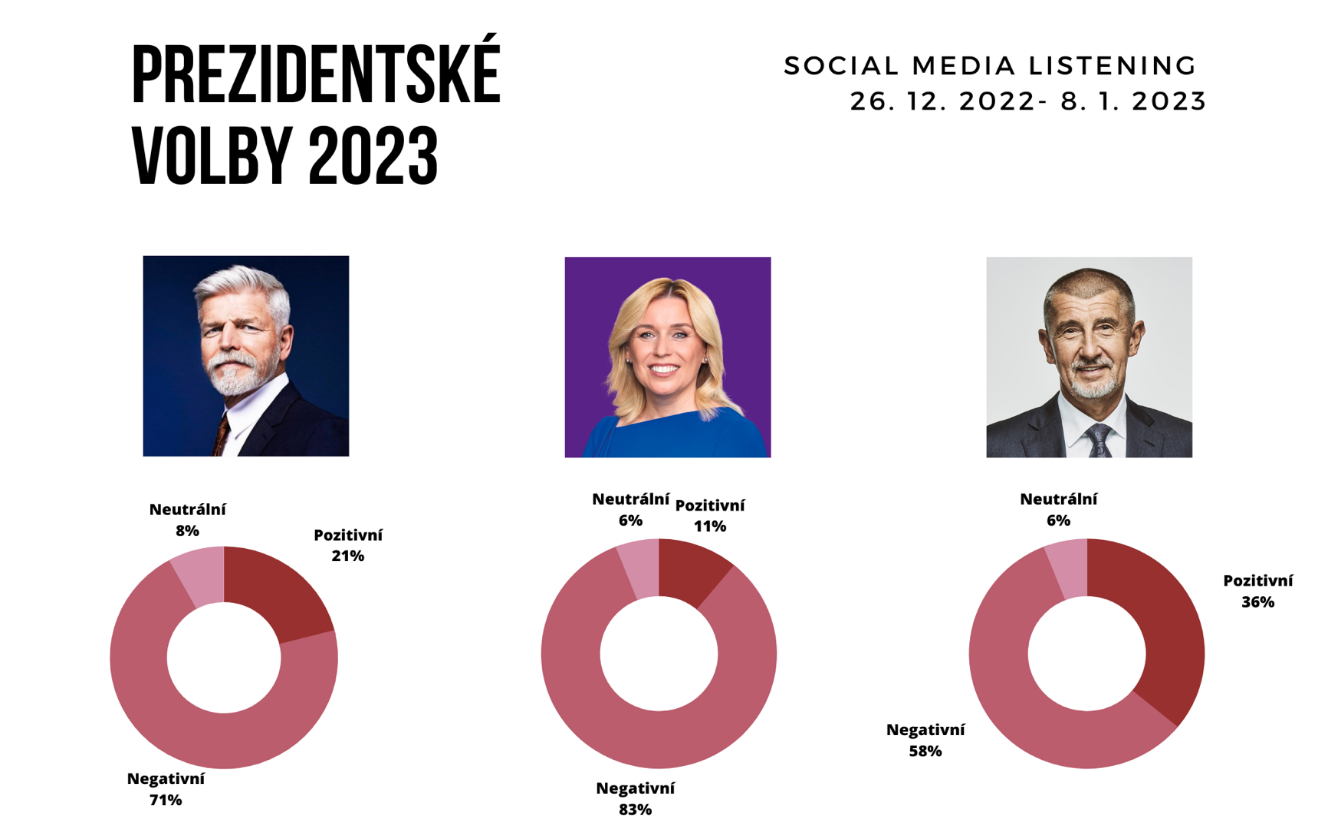 PREZIDENTSKÉ
VOLBY 2023
SOCIAL MEDIA LISTENING
26. 12. 2022- 8. 1. 2023
Neutrální
8%
Pozitivní
21%
Negativní
71%
Neutrální
6%
Pozitivní
11%
Negativní
83%
Neutrální
6%
Pozitivní
36%
Negativní
58%